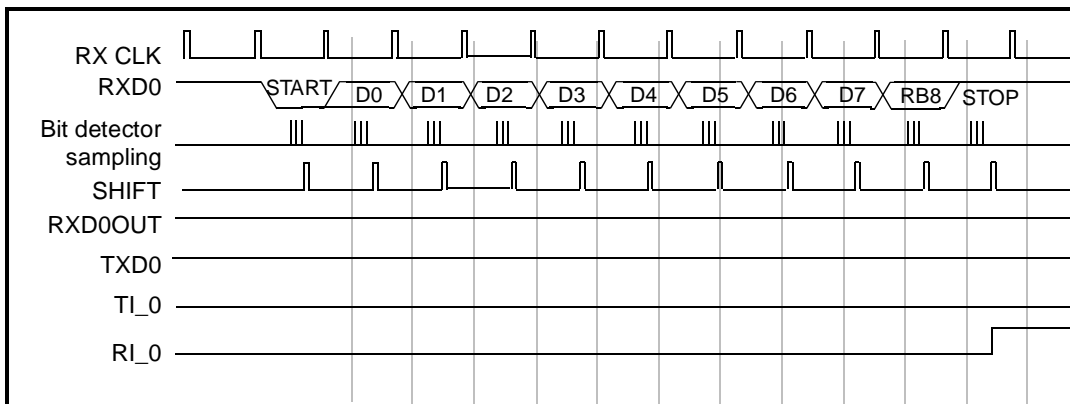 RX CLK
RXD0
START D0 D1 D2 D3 D4 D5 D6 D7 RB8 STOP
Bit detector
sampling
SHIFT
RXD0OUT
TXD0
TI_0
RI_0